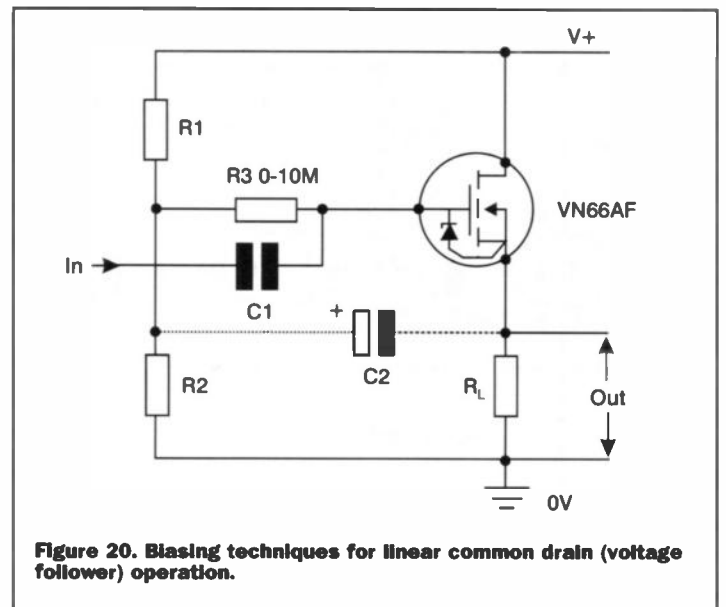 V+
R1
R3 0-10M
VN66AF
In
C1
+
C2
R2
RL
Out
0V
Figure 20. Biasing techniques for linear common drain (voltage
follower) operation.